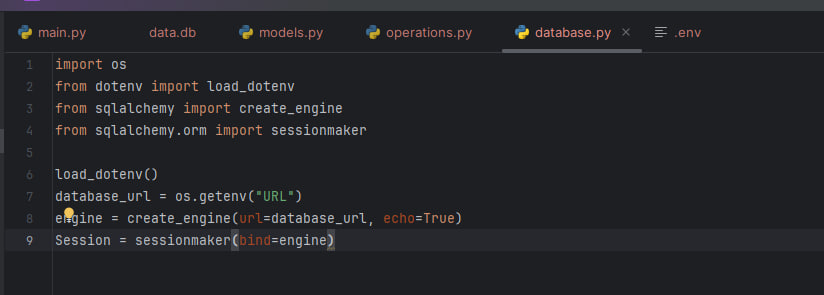 main.py data.db models.py operations.py database.py × .env
1 import os
2 from dotenv import load_dotenv
3 from sqlalchemy import create_engine
4 from sqlalchemy.orm import sessionmaker
5
6 load_dotenv()
7 database_url = os.getenv("URL")
8 engine = create_engine(url=database_url, echo=True)
9 Session = sessionmaker(bind=engine)